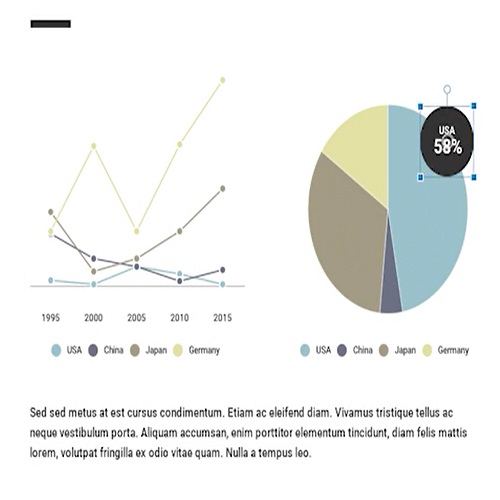 USA
58%
1995 2000 2005 2010 2015
USA China Japan Germany
USA China Japan Germany
Sed sed metus at est cursus condimentum. Etiam ac eleifend diam. Vivamus tristique tellus ac
neque vestibulum porta. Aliquam accumsan, enim porttitor elementum tincidunt, diam felis mattis
lorem, volutpat fringilla ex odio vitae quam. Nulla a tempus leo.